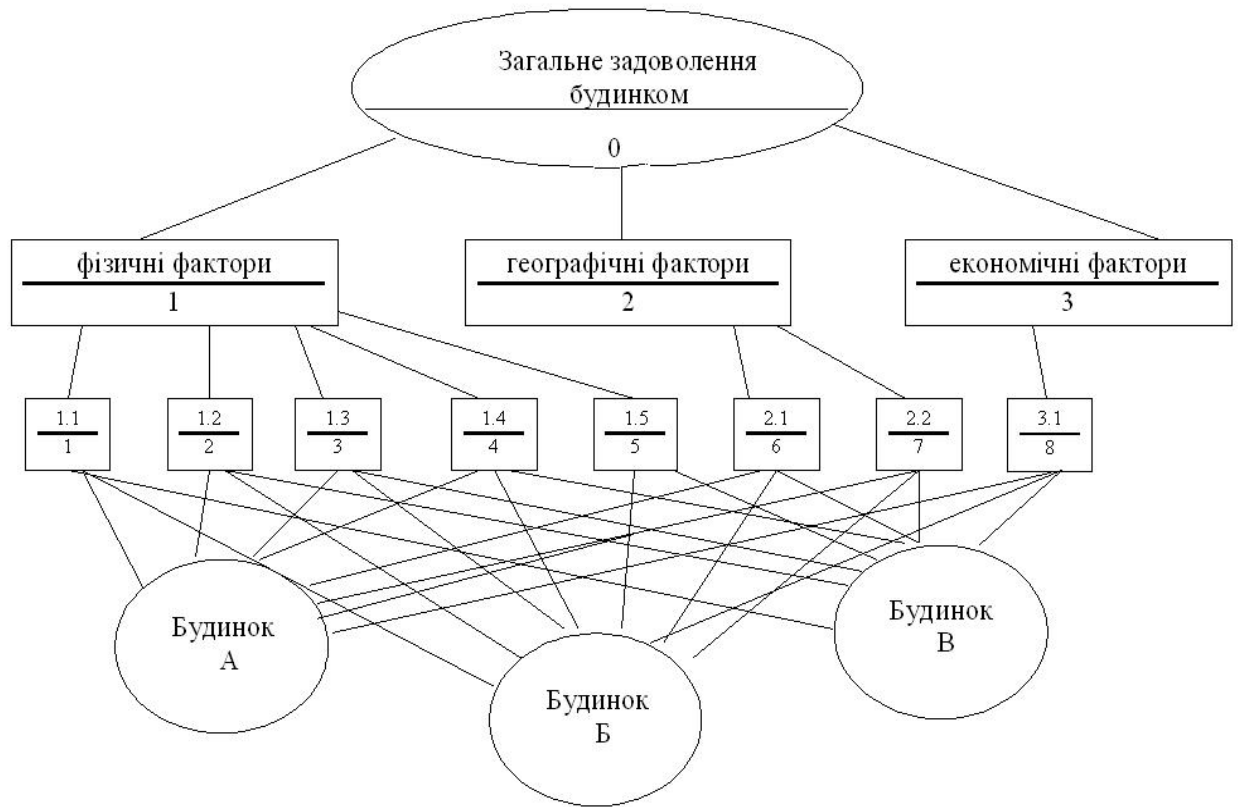 Загальне задоволення
будинком
0
фізичні фактори
1
географічні фактори
2
економічні фактори
3
1.1
1
1.2
2
1.3
3
1.4
4
1.5
5
2.1
6
2.2
7
3.1
8
Будинок
А
Будинок
Б
Будинок
В